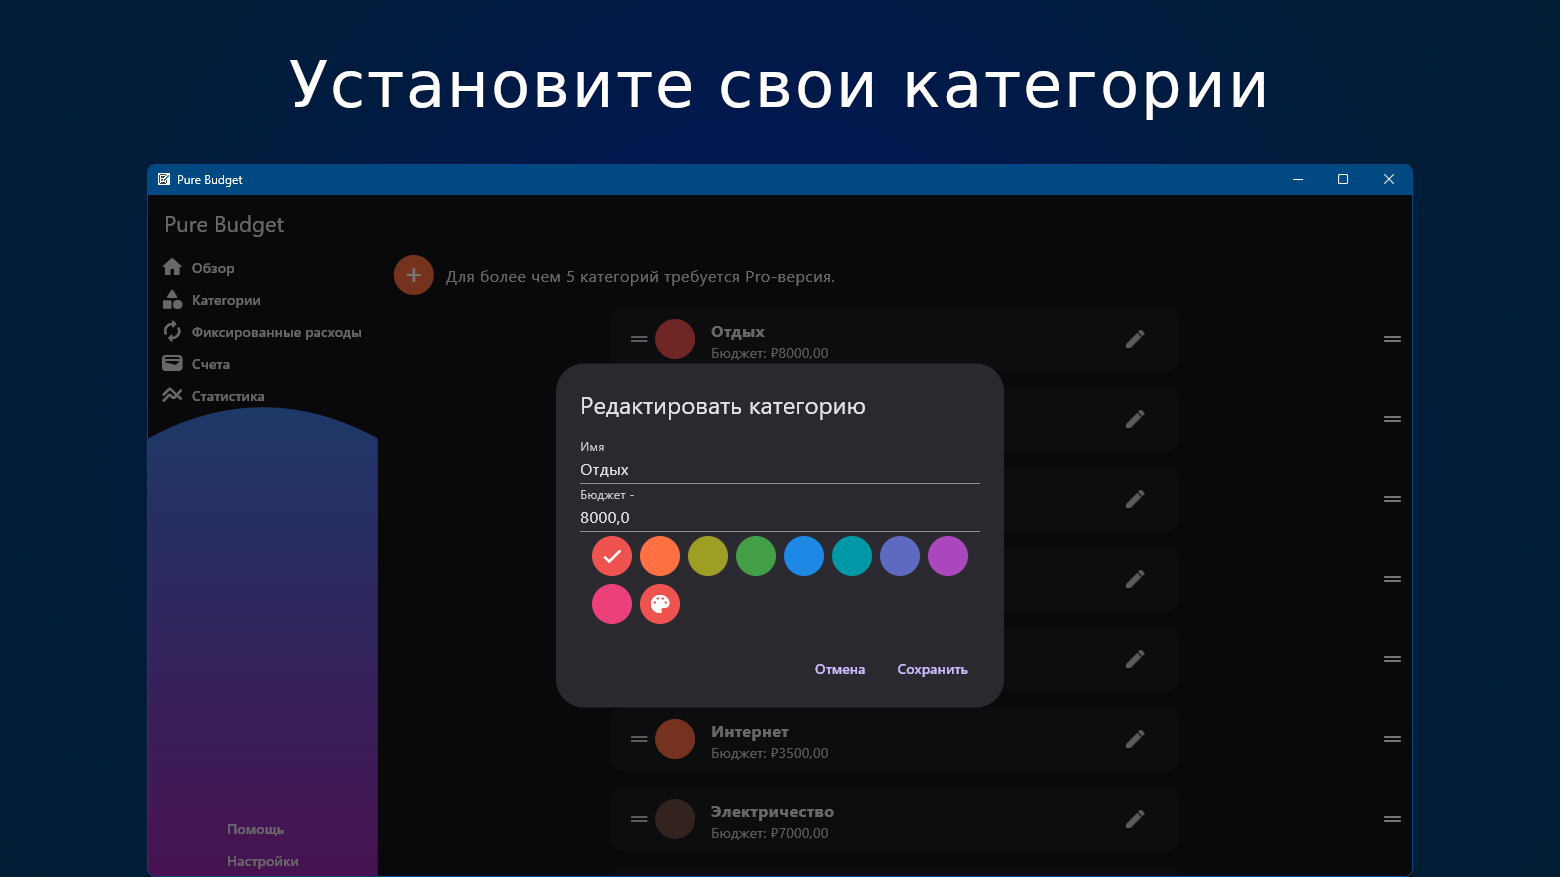 Установите свои категории
Pure Budget
Pure Budget
Обзор
Категории
Фиксированные расходы
Счета
Статистика
Помощь
Настройки
Для более чем 5 категорий требуется Pro-версия.
Отдых
Бюджет: ₽8000,00
Редактировать категорию
Имя
Отдых
Бюджет -
8000,0
Отмена Сохранить
Интернет
Бюджет: ₽3500,00
Электричество
Бюджет: ₽7000,00